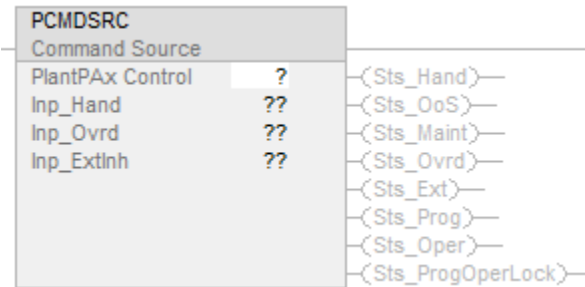 PCMDSRC
Command Source
PlantPAx Control ? (Sts_Hand)
Inp_Hand ?? (Sts_OoS)
Inp_Ovrd ?? (Sts_Maint)
Inp_ExtInh ?? (Sts_Ovrd)
(Sts_Ext)
(Sts_Prog)
(Sts_Oper)
(Sts_ProgOperLock)